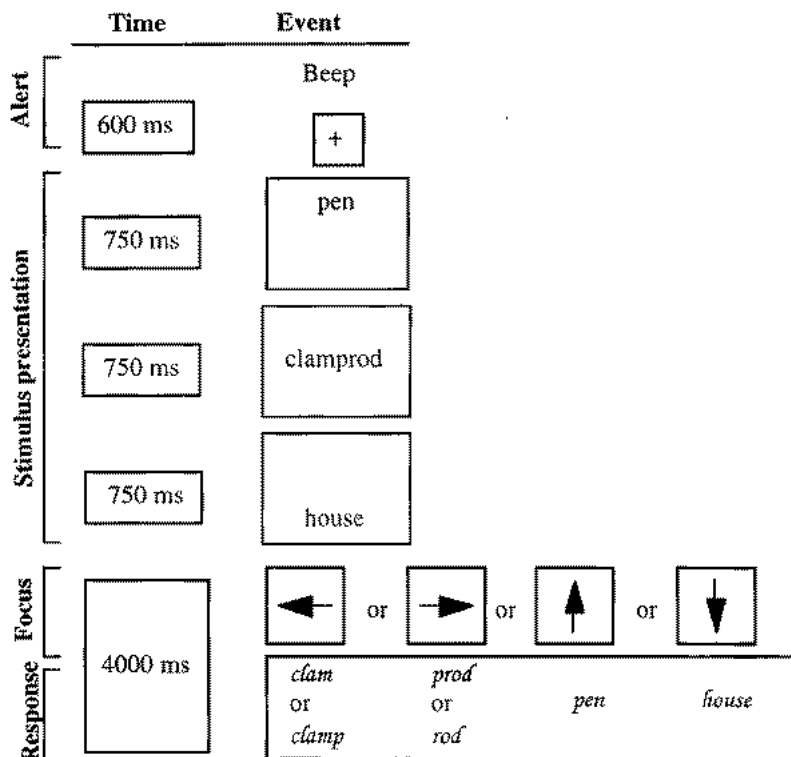 Time Event
Alert
Beep
600 ms +
Stimulus presentation
pen
750 ms
750 ms clamprod
750 ms
house
Focus
or or or
4000 ms
Response
clam prod
or or pen house
clamp rod